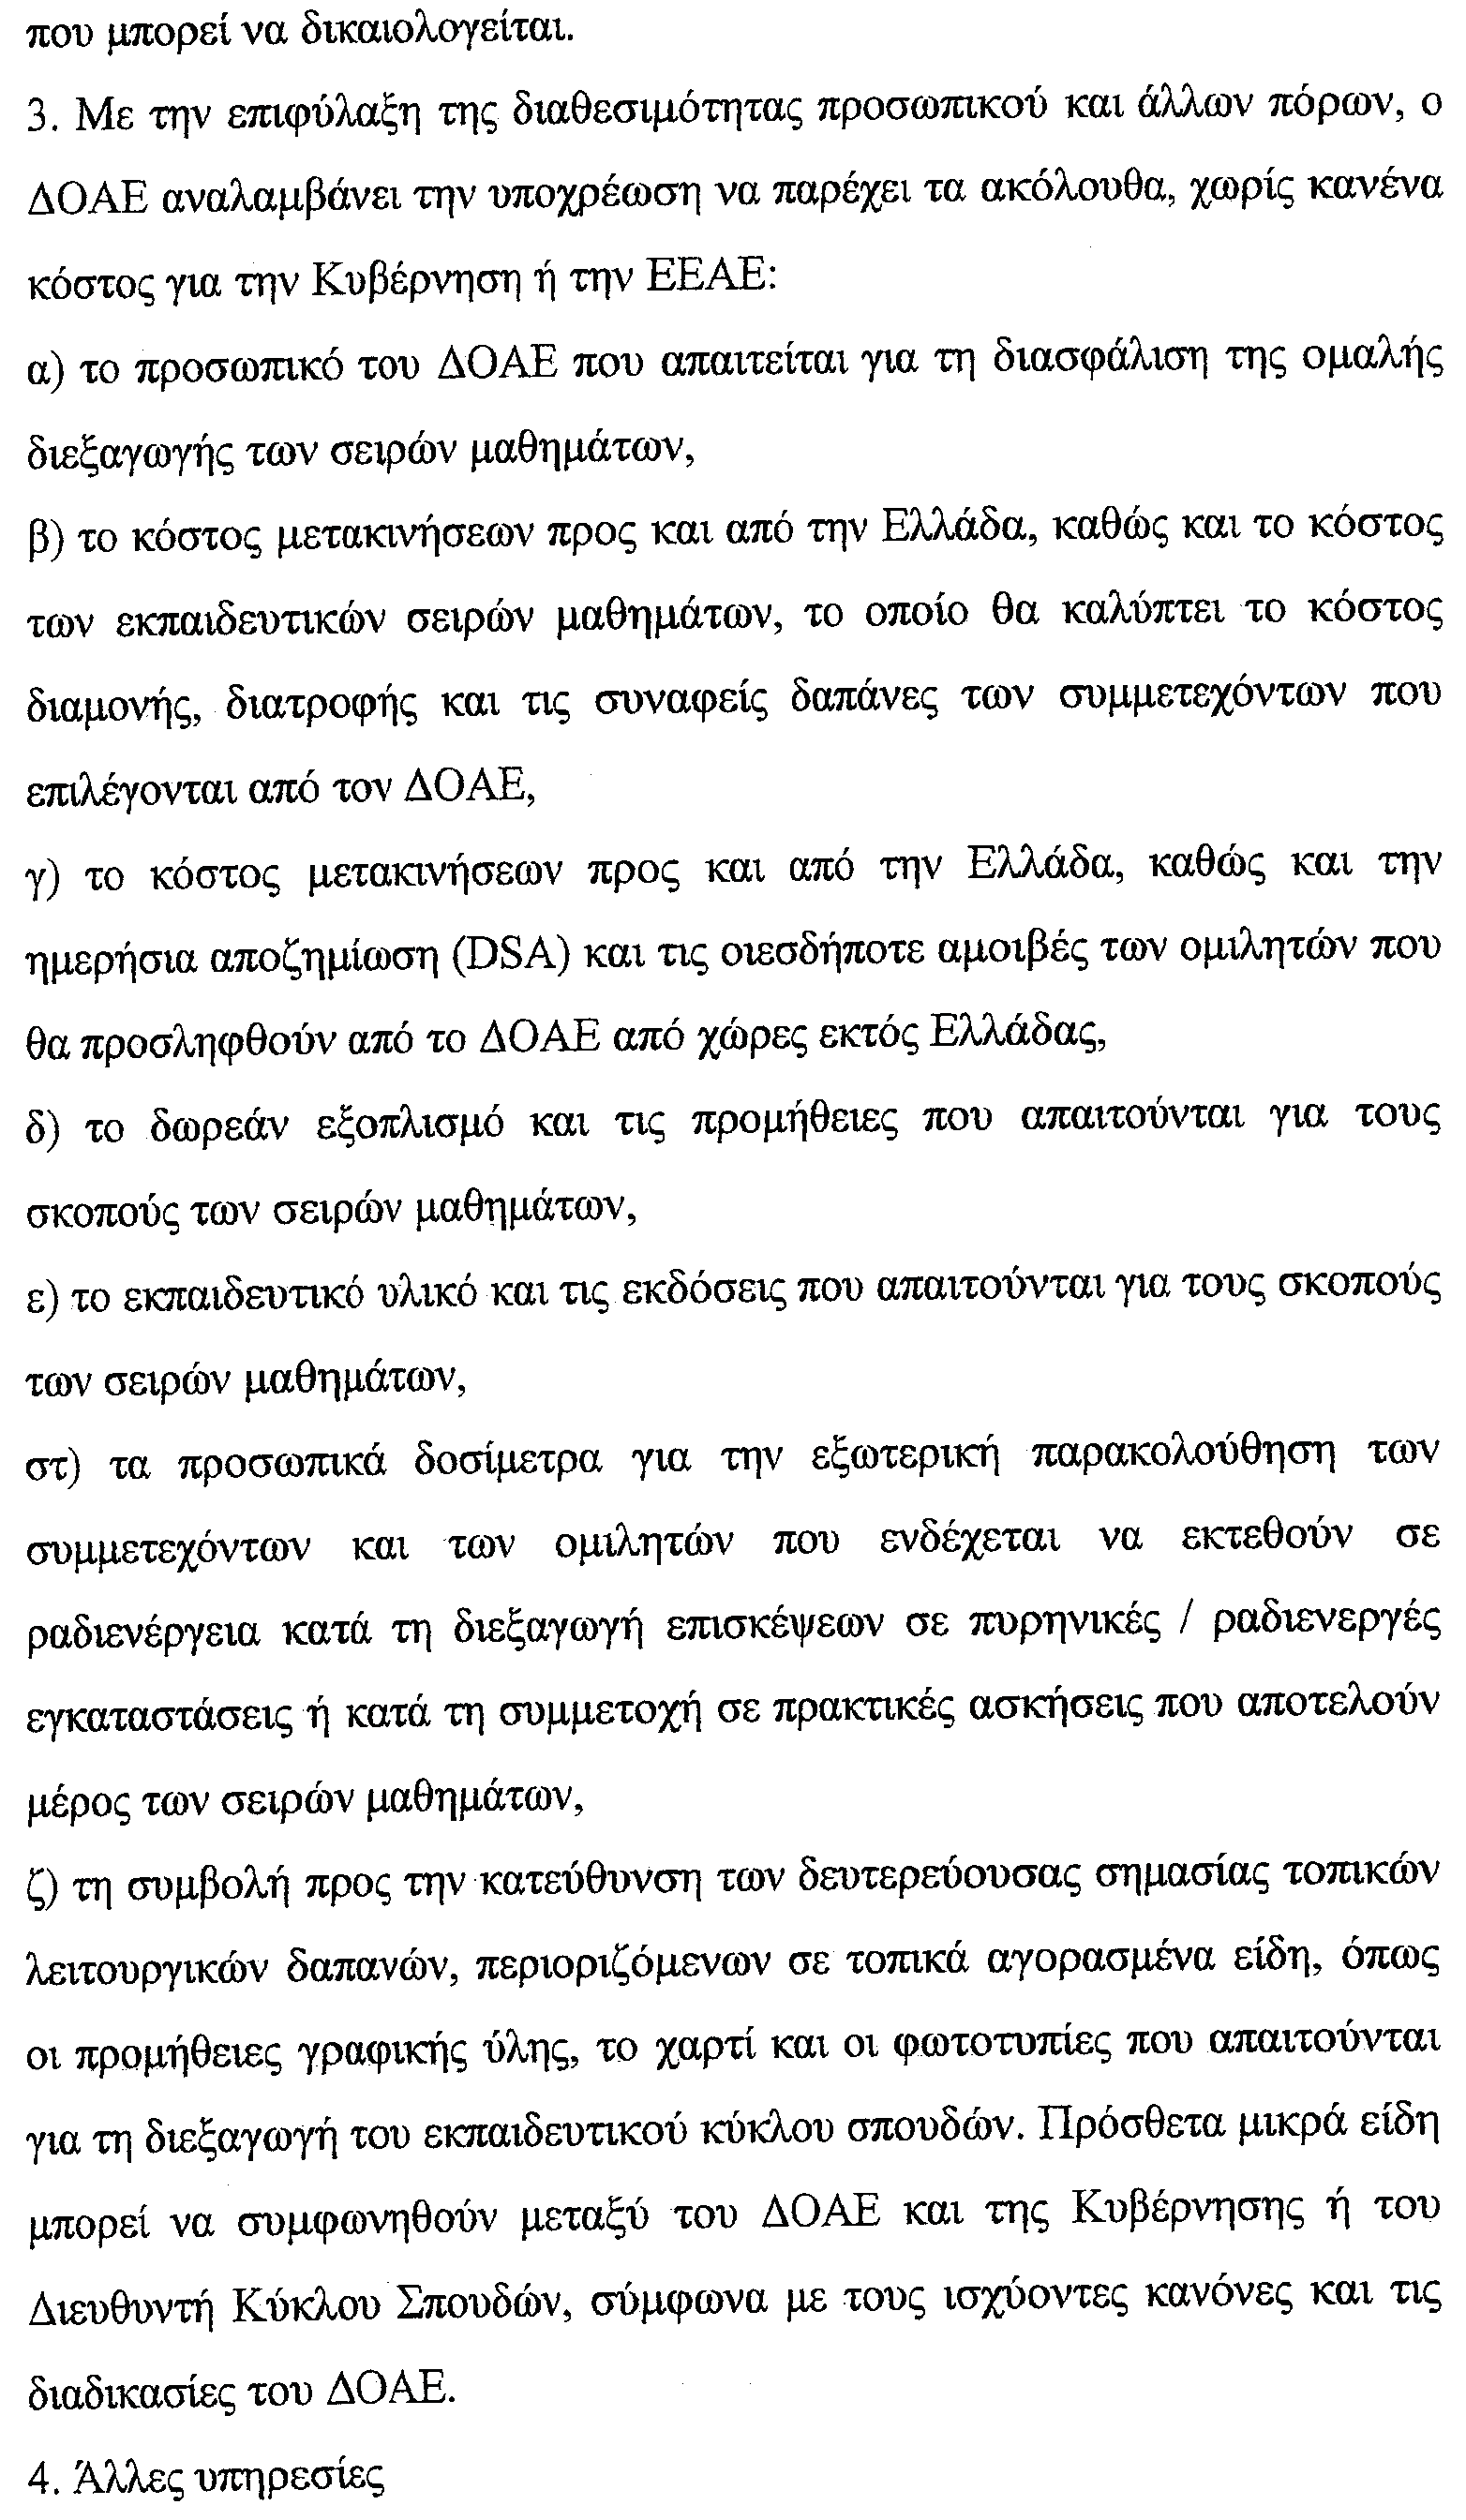 που μπορεί να δικαιολογείται.
3. Με την επιφύλαξη της διαθεσιμότητας προσωπικού και άλλων πόρων, ο
ΔΟΑΕ αναλαμβάνει την υποχρέωση να παρέχει τα ακόλουθα, χωρίς κανένα
κόστος για την Κυβέρνηση ή την ΕΕΑΕ:
α) το προσωπικό του ΔΟΑΕ που απαιτείται για τη διασφάλιση της ομαλής
διεξαγωγής των σειρών μαθημάτων,
β) το κόστος μετακινήσεων προς και από την Ελλάδα, καθώς και το κόστος
των εκπαιδευτικών σειρών μαθημάτων, το οποίο θα καλύπτει το κόστος
διαμονής, διατροφής και τις συναφείς δαπάνες των συμμετεχόντων που
επιλέγονται από τον ΔΟΑΕ,
γ) το κόστος μετακινήσεων προς και από την Ελλάδα, καθώς και την
ημερήσια αποζημίωση (DSA) και τις οιεσδήποτε αμοιβές των ομιλητών που
θα προσληφθούν από το ΔΟΑΕ από χώρες εκτός Ελλάδας,
δ) το δωρεάν εξοπλισμό και τις προμήθειες που απαιτούνται για τους
σκοπούς των σειρών μαθημάτων,
ε) το εκπαιδευτικό υλικό και τις εκδόσεις που απαιτούνται για τους σκοπούς
των σειρών μαθημάτων,
στ) τα προσωπικά δοσίμετρα για την εξωτερική παρακολούθηση των
συμμετεχόντων και των ομιλητών που ενδέχεται να εκτεθούν σε
ραδιενέργεια κατά τη διεξαγωγή επισκέψεων σε πυρηνικές / ραδιενεργές
εγκαταστάσεις ή κατά τη συμμετοχή σε πρακτικές ασκήσεις που αποτελούν
μέρος των σειρών μαθημάτων,
ζ) τη συμβολή προς την κατεύθυνση των δευτερεύουσας σημασίας τοπικών
λειτουργικών δαπανών, περιοριζόμενων σε τοπικά αγορασμένα είδη, όπως
οι προμήθειες γραφικής ύλης, το χαρτί και οι φωτοτυπίες που απαιτούνται
για τη διεξαγωγή του εκπαιδευτικού κύκλου σπουδών. Πρόσθετα μικρά είδη
μπορεί να συμφωνηθούν μεταξύ του ΔΟΑΕ και της Κυβέρνησης ή του
Διευθυντή Κύκλου Σπουδών, σύμφωνα με τους ισχύοντες κανόνες και τις
διαδικασίες του ΔΟΑΕ.
4. Άλλες υπηρεσίες